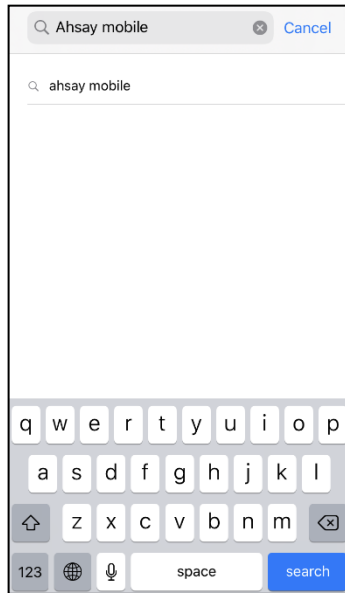 Ahsay mobile Cancel
ahsay mobile
q w e r t y u i o p
a s d f g h j k l
z x c v b n m
123 space search